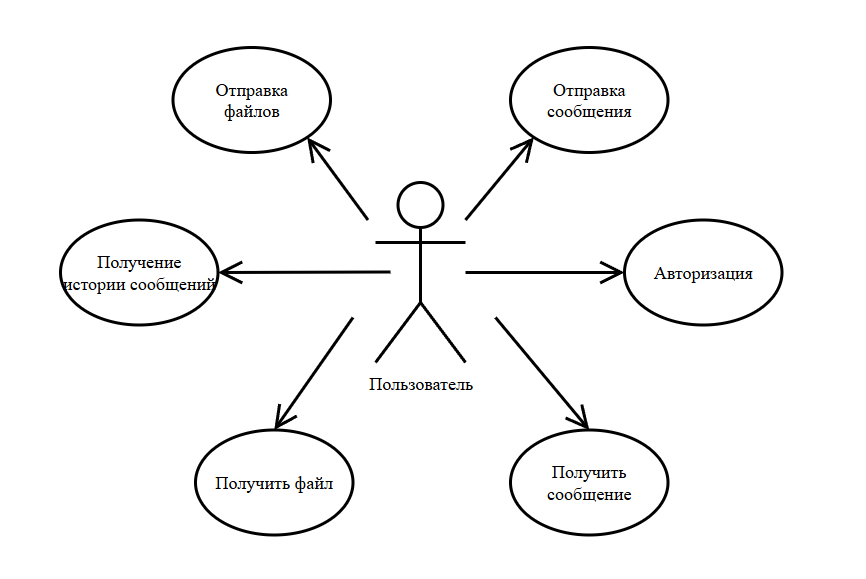 Отправка
файлов
Отправка
сообщения
Получение
истории сообщений
Авторизация
Пользователь
Получить файл
Получить
сообщение